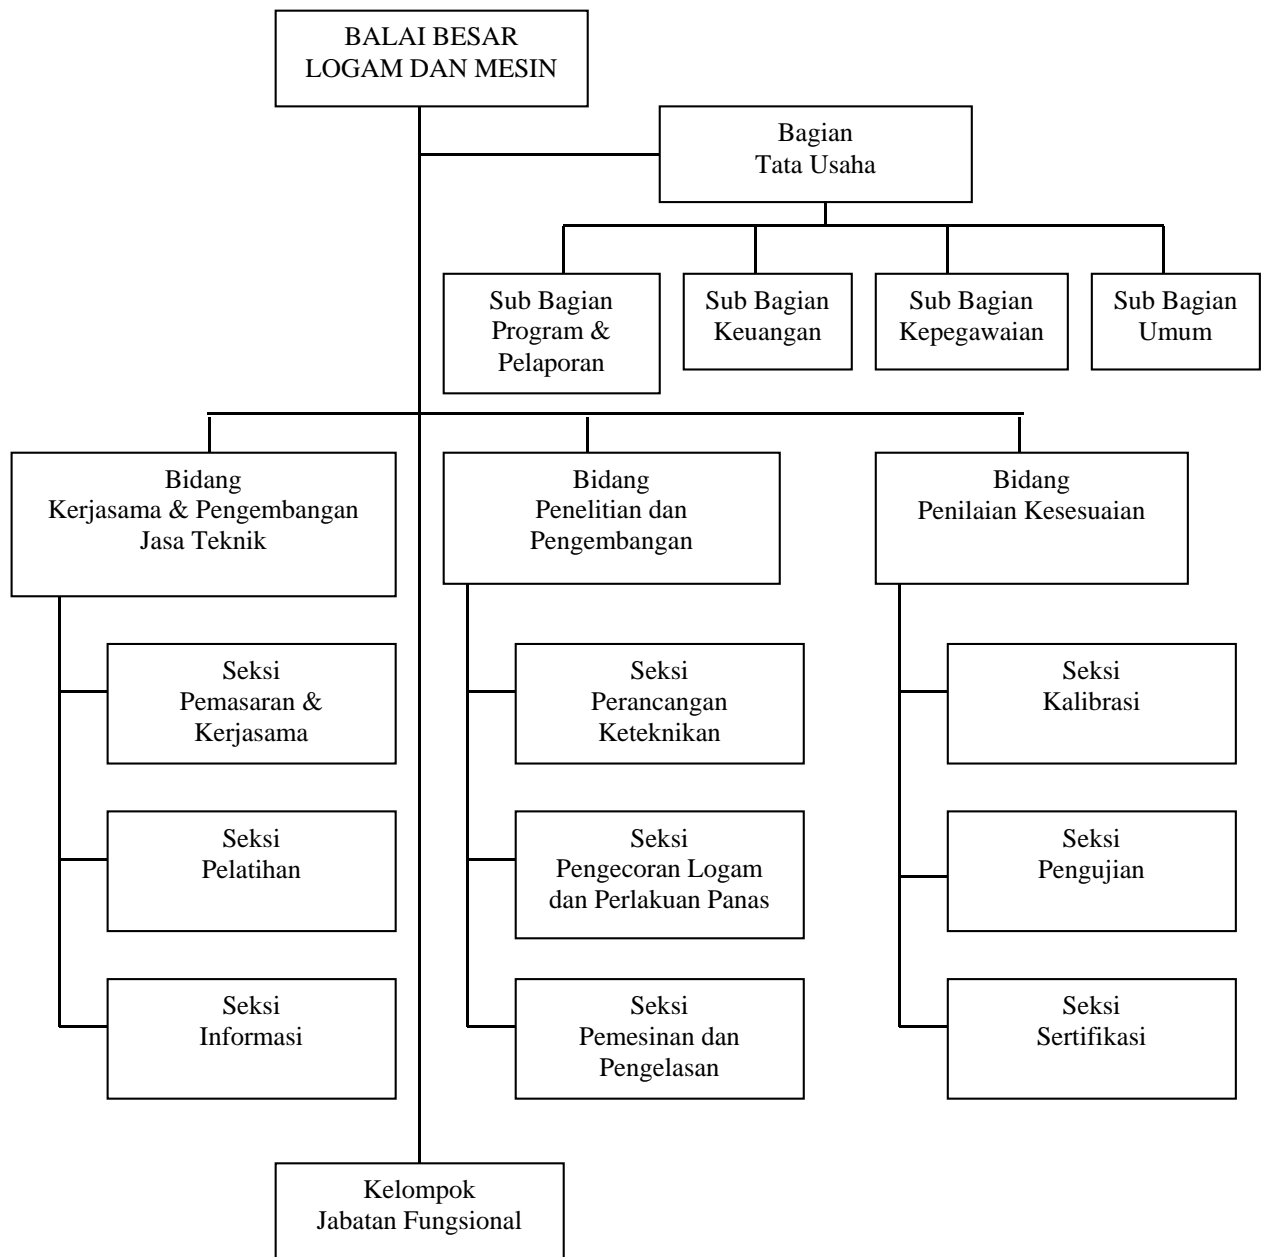 BALAI BESAR
LOGAM DAN MESIN
Bagian
Tata Usaha
Sub Bagian
Program &
Pelaporan
Sub Bagian
Keuangan
Sub Bagian
Kepegawaian
Sub Bagian
Umum
Bidang
Kerjasama & Pengembangan
Jasa Teknik
Bidang
Penelitian dan
Pengembangan
Bidang
Penilaian Kesesuaian
Seksi
Pemasaran &
Kerjasama
Seksi
Perancangan
Keteknikan
Seksi
Kalibrasi
Seksi
Pelatihan
Seksi
Pengecoran Logam
dan Perlakuan Panas
Seksi
Pengujian
Seksi
Informasi
Seksi
Pemesinan dan
Pengelasan
Seksi
Sertifikasi
Kelompok
Jabatan Fungsional